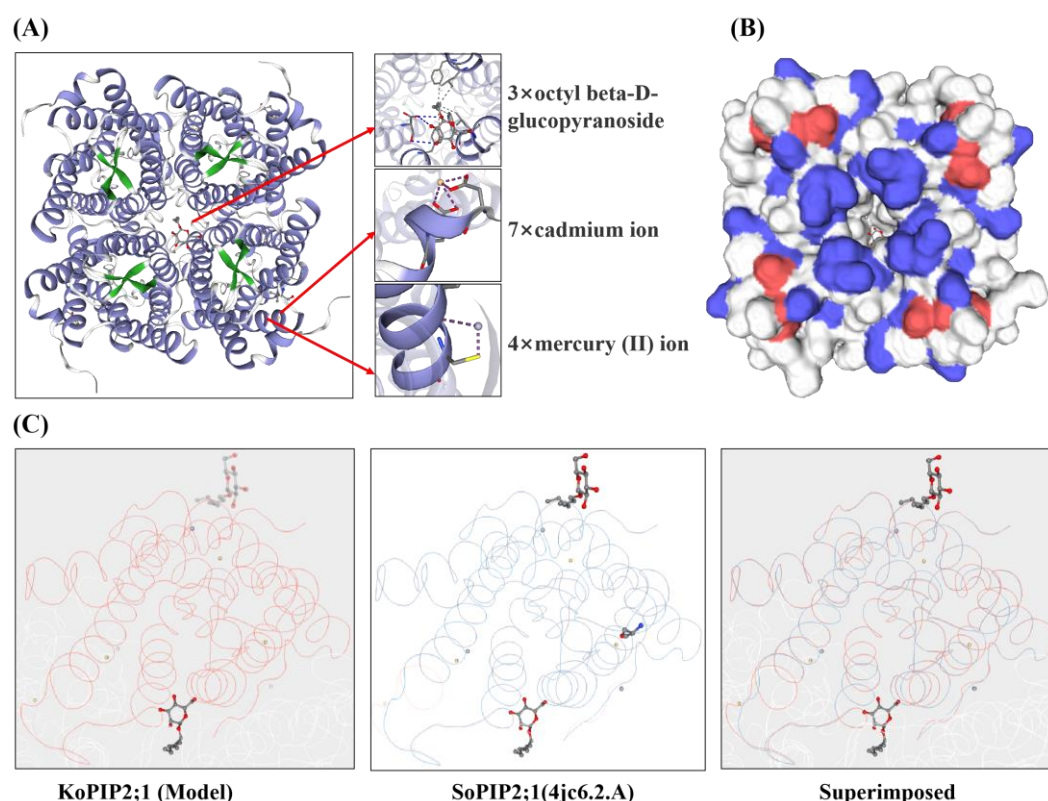 (A)
(B)
3×octyl beta-D-
glucopyranoside
7×cadmium ion
4×mercury (II) ion
(C)
KoPIP2;1 (Model)
SoPIP2;1(4jc6.2.A)
Superimposed